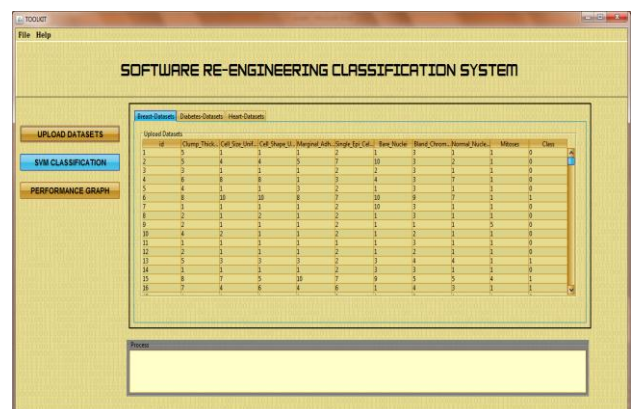 TOOLKIT
File Help
SOFTWARE RE-ENGINEERING CLASSIFICATION SYSTEM
UPLOAD DATASETS
SVM CLASSIFICATION
PERFORMANCE GRAPH
Breast-Datasets Diabetes-Datasets Heart-Datasets
Upload Datasets
id Clump_Thick... Cell_Size_Unif... Cell_Shape_U... Marginal_Adh... Single_Epi_Cel... Bare_Nuclei Bland_Chrom... Normal_Nucle... Mitoses Class
1 5 1 1 1 2 1 3 1 1 0
2 5 4 4 5 7 10 3 2 1 0
3 3 1 1 1 2 2 3 1 1 0
4 6 8 8 1 3 4 3 7 1 0
5 4 1 1 3 2 1 3 1 1 0
6 8 10 10 8 7 10 9 7 1 1
7 1 1 1 1 2 10 3 1 1 0
8 2 1 2 1 2 1 3 1 1 0
9 2 1 1 1 2 1 1 1 5 0
10 4 2 1 1 2 1 2 1 1 0
11 1 1 1 1 1 1 3 1 1 0
12 2 1 1 1 2 1 2 1 1 0
13 5 3 3 3 2 3 4 4 1 1
14 1 1 1 1 2 3 3 1 1 0
15 8 7 5 10 7 9 5 5 4 1
16 7 4 6 4 6 1 4 3 1 1
Process